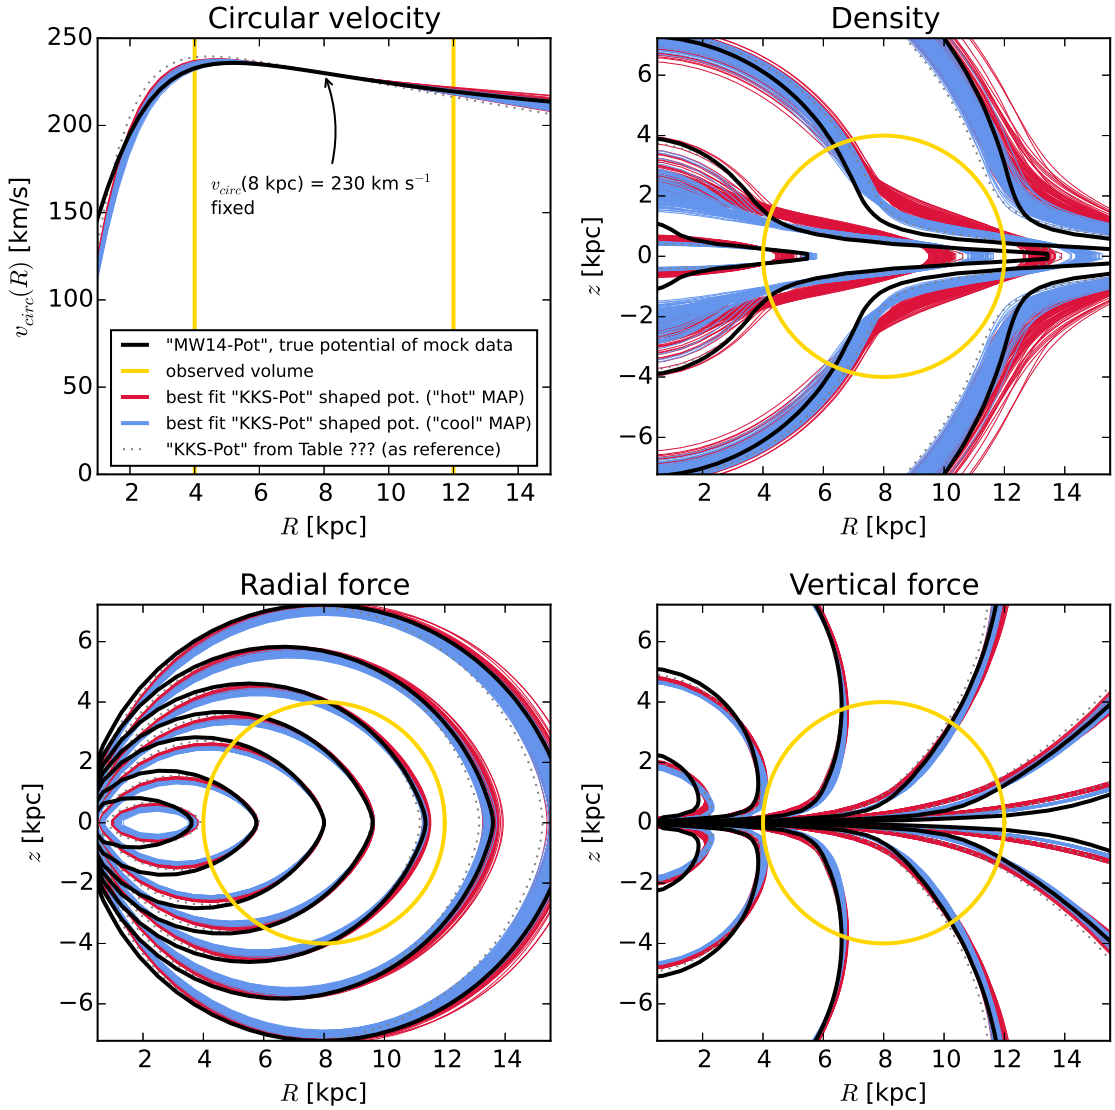 Circular velocity
250
200
150
100
50
0
v_circ(R) [km/s]
v_circ(8 kpc) = 230 km s⁻¹
fixed
"MW14-Pot", true potential of mock data
observed volume
best fit "KKS-Pot" shaped pot. ("hot" MAP)
best fit "KKS-Pot" shaped pot. ("cool" MAP)
"KKS-Pot" from Table ??? (as reference)
2 4 6 8 10 12 14
R [kpc]
Density
6
4
2
0
−2
−4
−6
z [kpc]
2 4 6 8 10 12 14
R [kpc]
Radial force
6
4
2
0
−2
−4
−6
z [kpc]
2 4 6 8 10 12 14
R [kpc]
Vertical force
6
4
2
0
−2
−4
−6
z [kpc]
2 4 6 8 10 12 14
R [kpc]